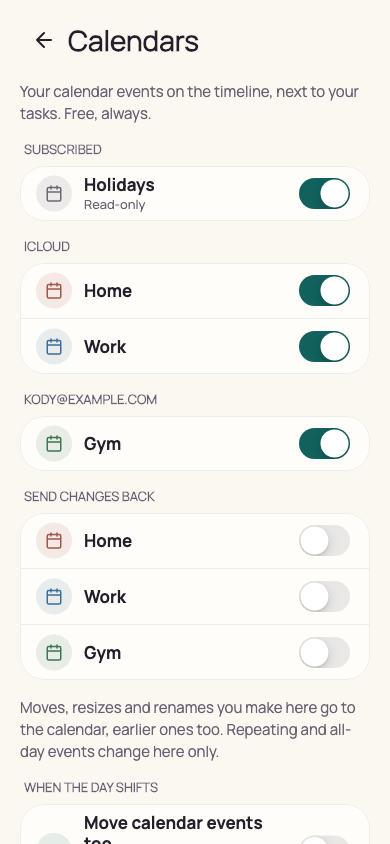 Calendars
Your calendar events on the timeline, next to your
tasks. Free, always.
SUBSCRIBED
Holidays
Read-only
ICLOUD
Home
Work
KODY@EXAMPLE.COM
Gym
SEND CHANGES BACK
Home
Work
Gym
Moves, resizes and renames you make here go to
the calendar, earlier ones too. Repeating and all-
day events change here only.
WHEN THE DAY SHIFTS
Move calendar events
too